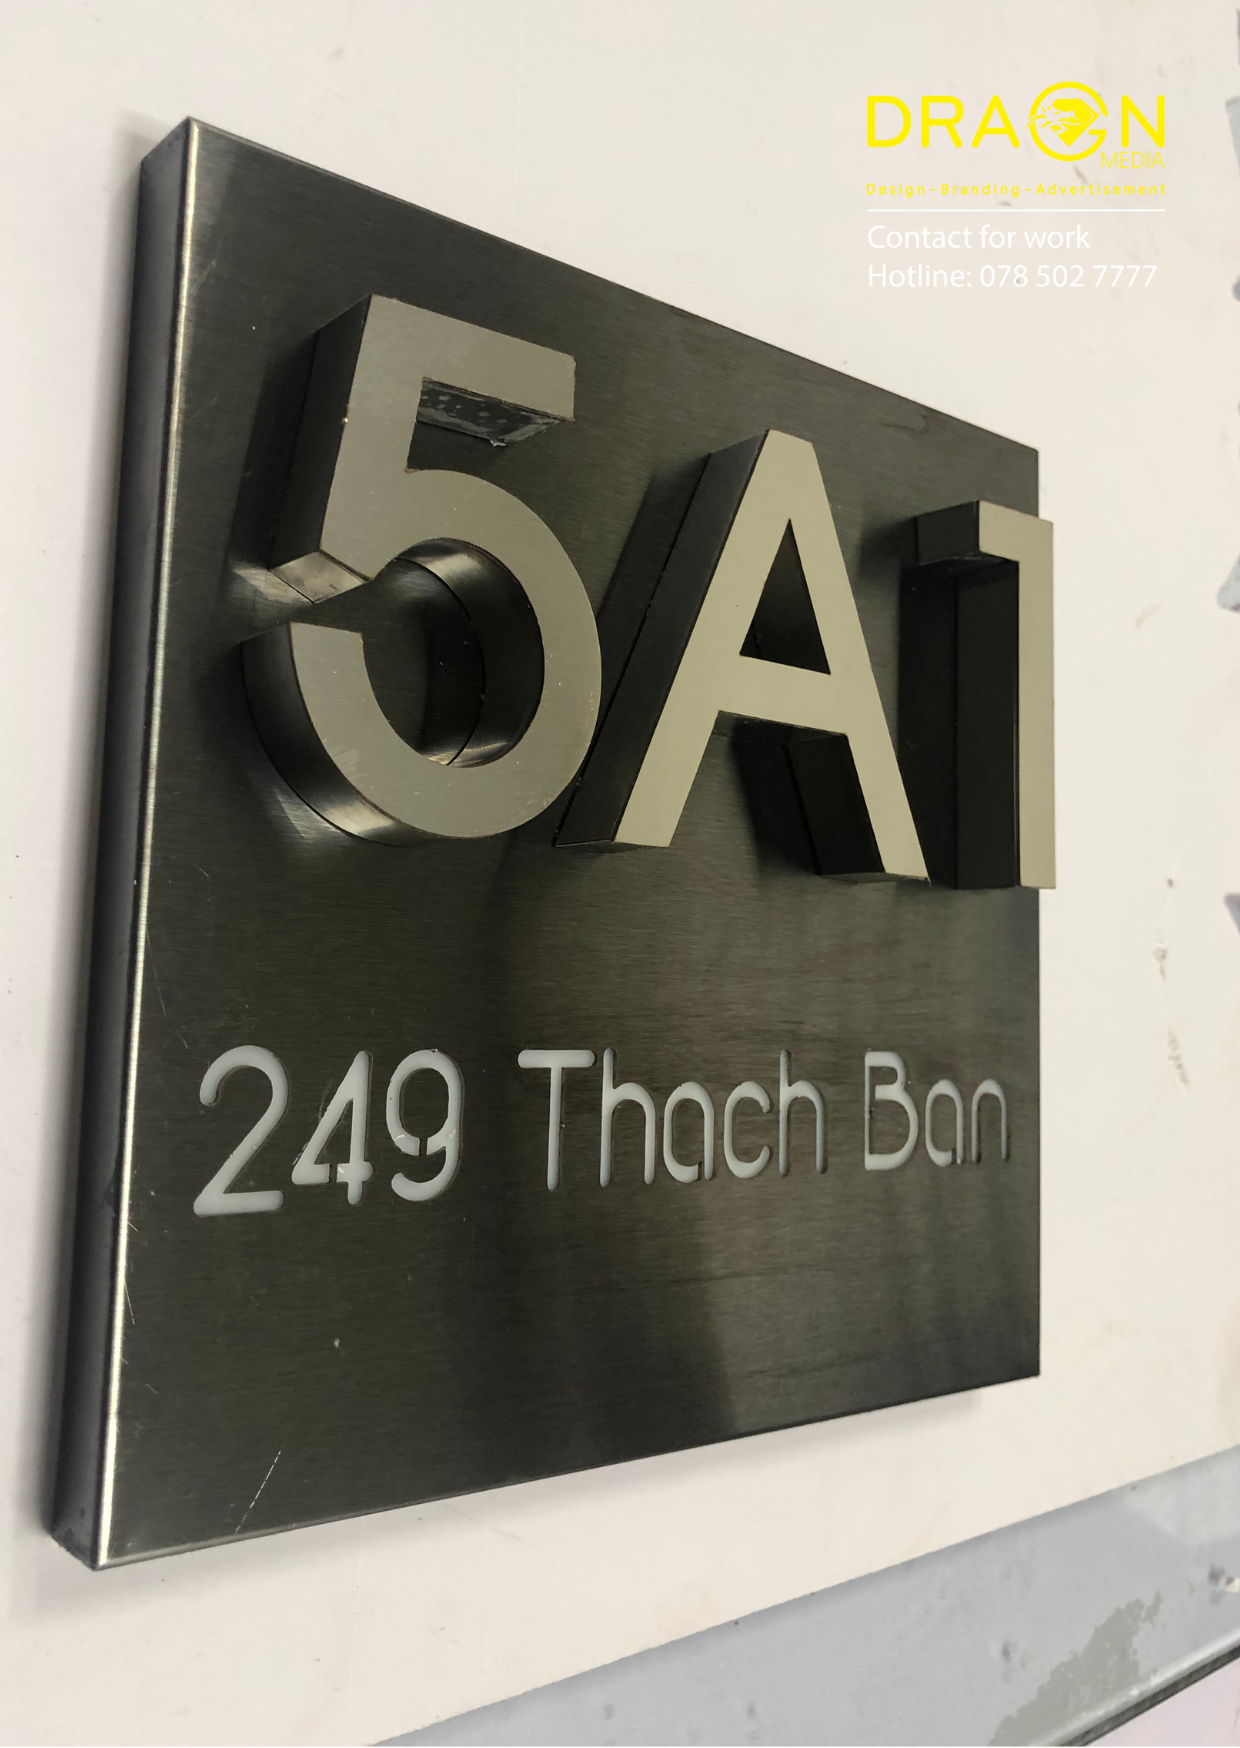 DRAGN
MEDIA
Design - Branding - Advertisement
Contact for work
Hotline: 078 502 7777
5A1
249 Thach Ban